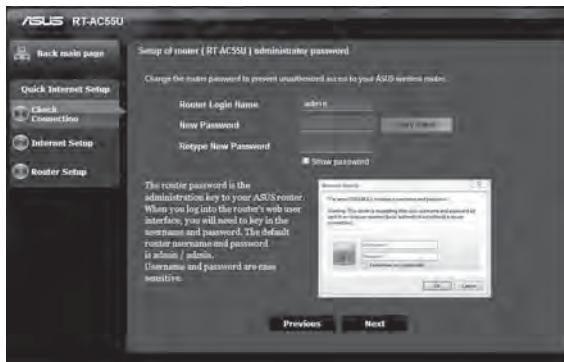 ASUS RT-AC55U
Back main page
Quick Internet Setup
Check
Connection
Internet Setup
Router Setup
Setup of router ( RT-AC55U ) administrator password
Change the router password to prevent unauthorized access to your ASUS wireless router.
Router Login Name
admin
New Password
Retype New Password
Show password
The router password is the
administration key to your ASUS router.
When you log into the router's web user
interface, you will need to key in the
username and password. The default
router username and password
is admin / admin.
Username and password are case
sensitive.
Previous
Next